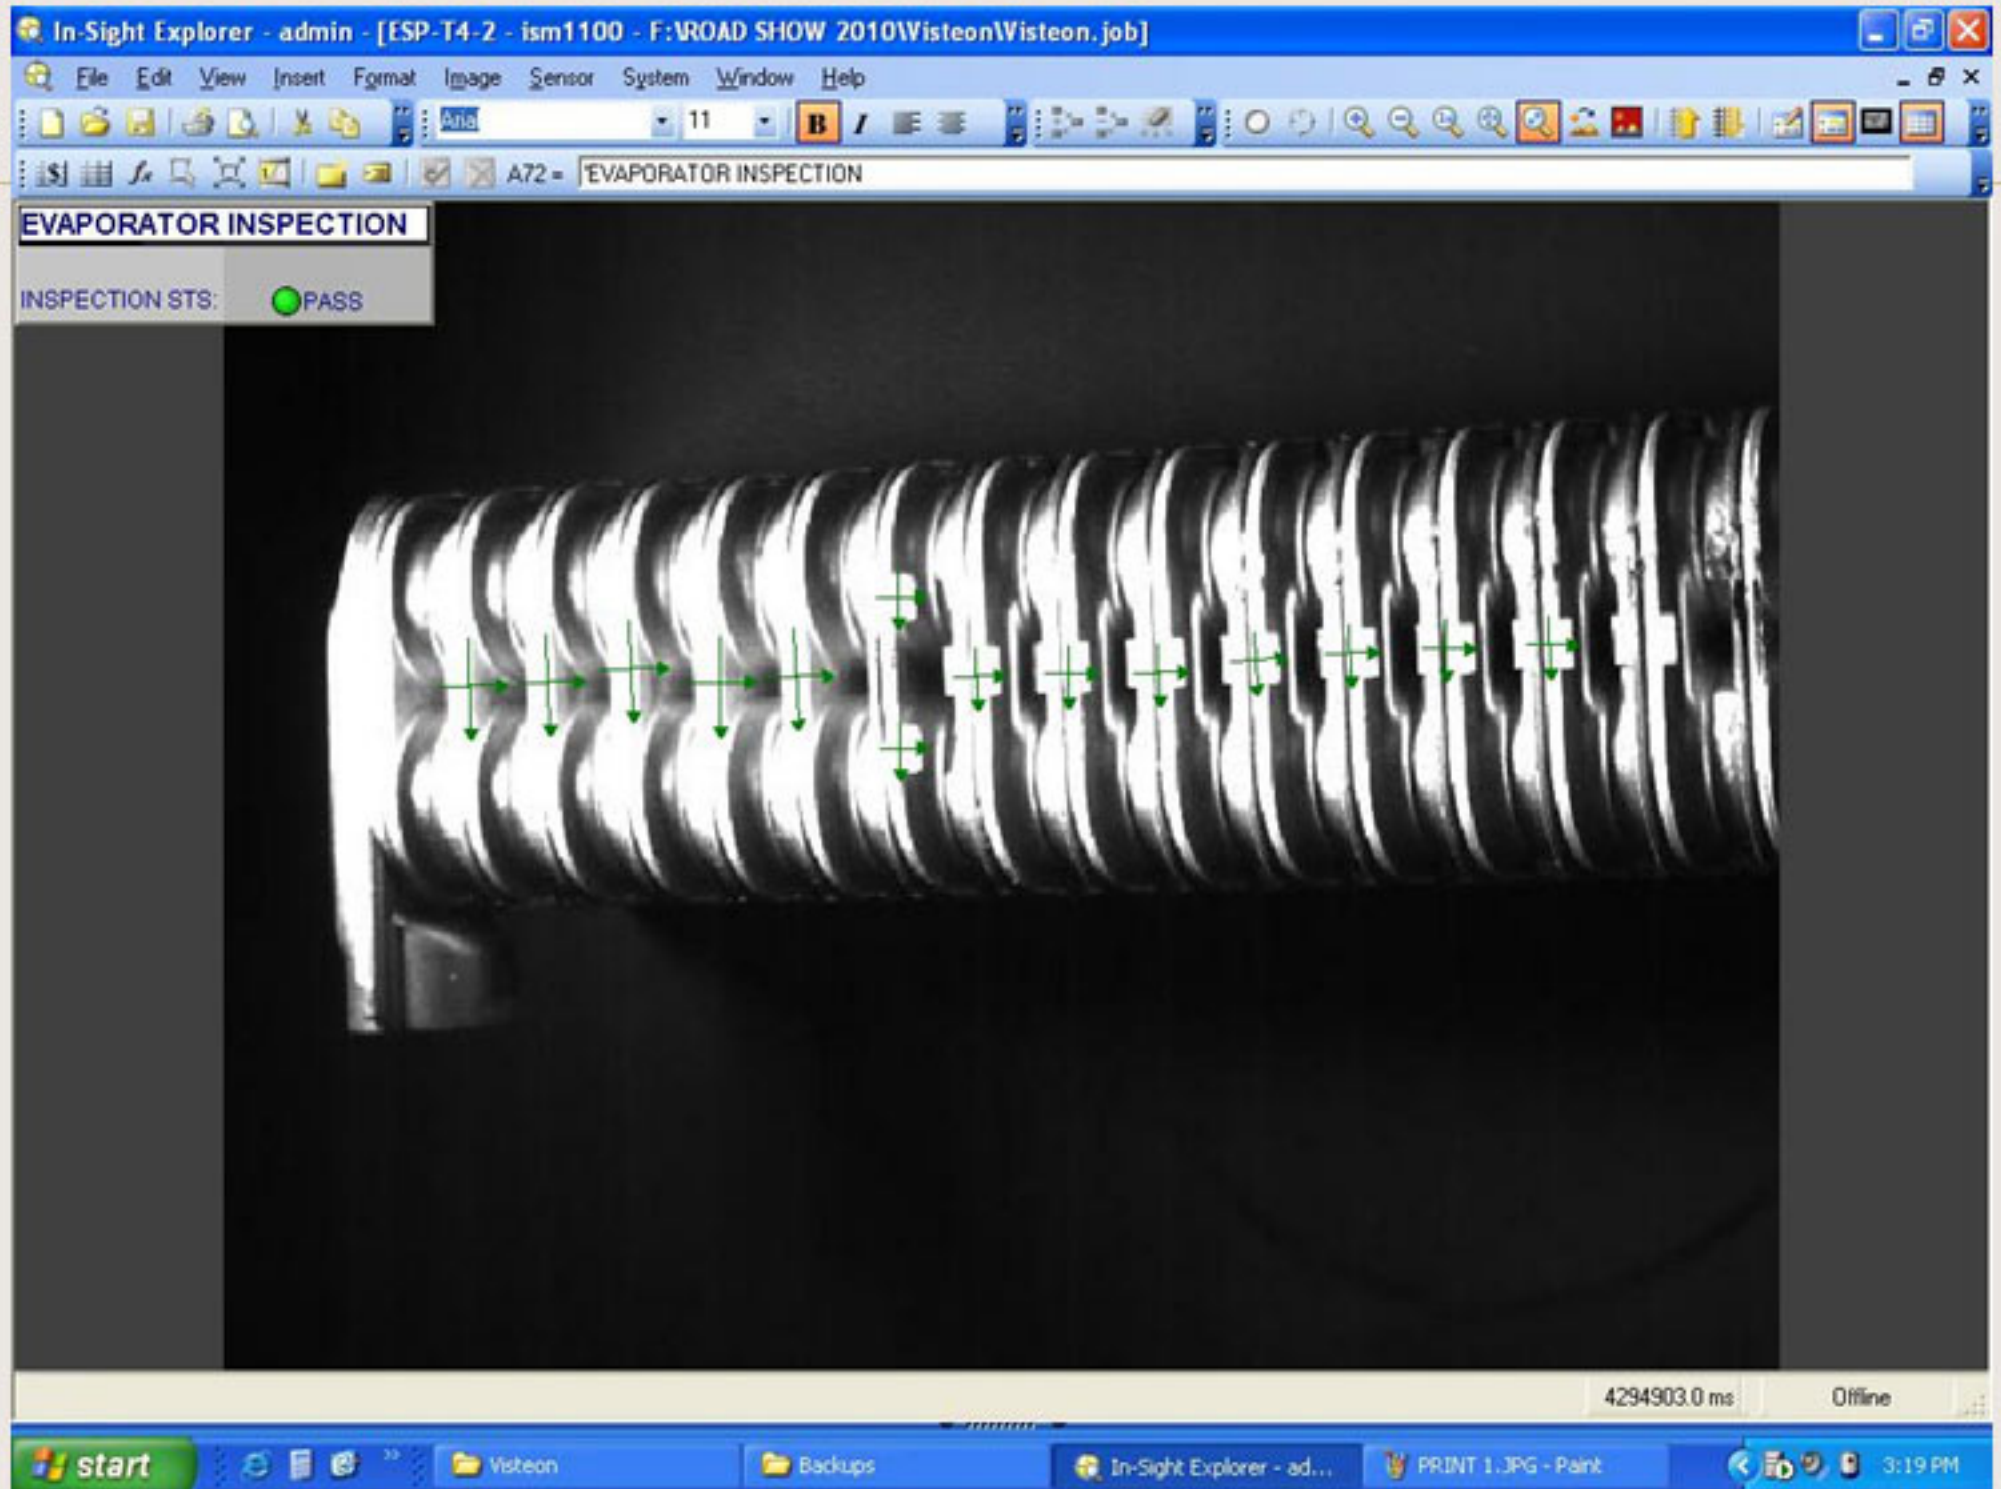 In-Sight Explorer - admin - [ESP-T4-2 - ism1100 - F:\ROAD SHOW 2010\Visteon\Visteon.job]
File Edit View Insert Format Image Sensor System Window Help
Arial 11 B I
A72 = 'EVAPORATOR INSPECTION
EVAPORATOR INSPECTION
INSPECTION STS: PASS
4294903.0 ms Offline
start Visteon Backups In-Sight Explorer - ad... PRINT 1.JPG - Paint 3:19 PM